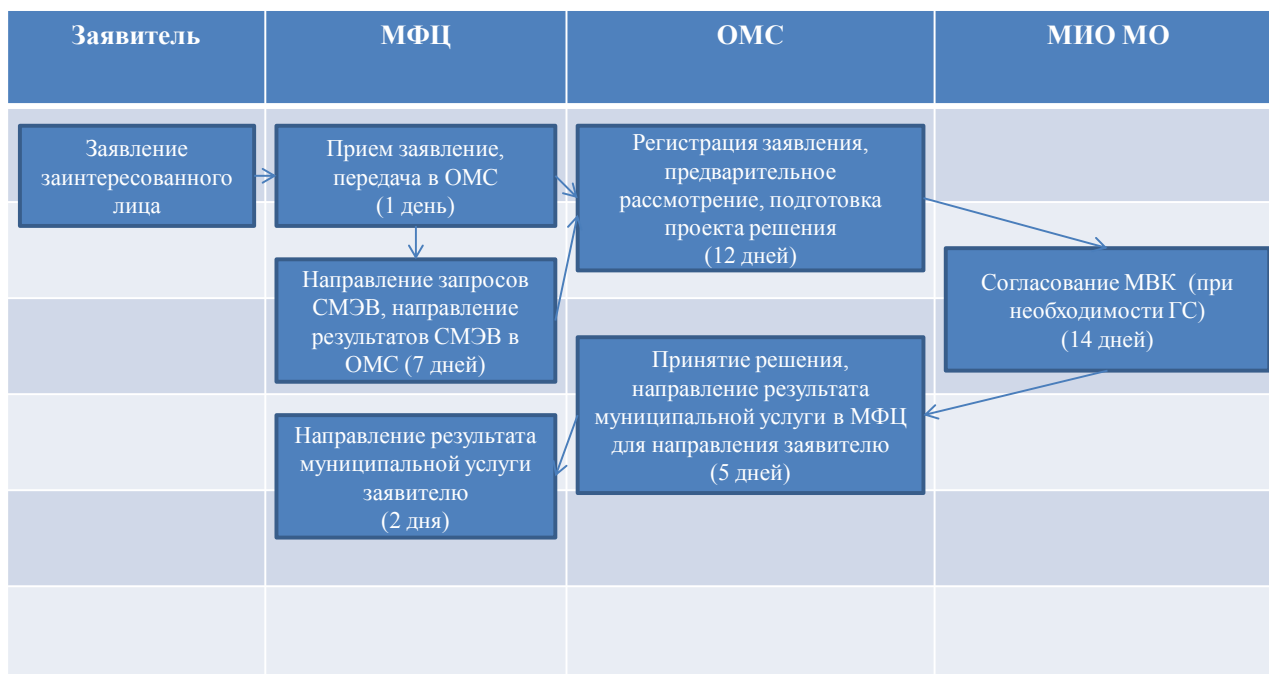 Заявитель
МФЦ
ОМС
МИО МО
Заявление
заинтересованного
лица
Прием заявление,
передача в ОМС
(1 день)
Регистрация заявления,
предварительное
рассмотрение, подготовка
проекта решения
(12 дней)
Направление запросов
СМЭВ, направление
результатов СМЭВ в
ОМС (7 дней)
Согласование МВК (при
необходимости ГС)
(14 дней)
Принятие решения,
направление результата
муниципальной услуги в МФЦ
для направления заявителю
(5 дней)
Направление результата
муниципальной услуги
заявителю
(2 дня)